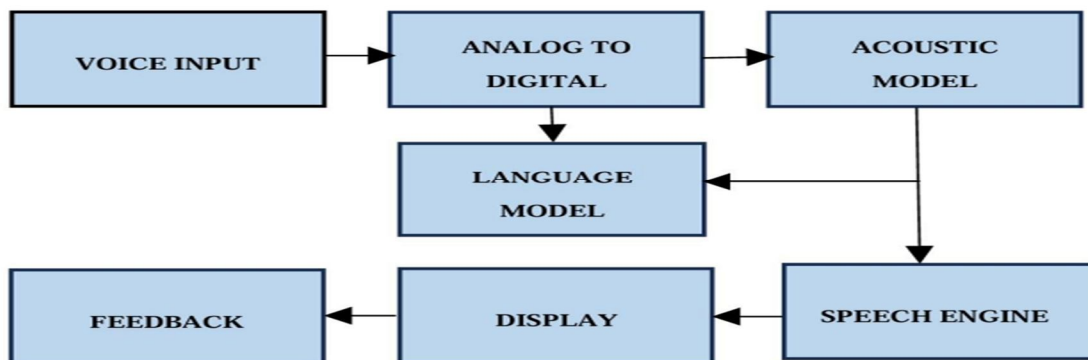 VOICE INPUT
ANALOG TO
DIGITAL
ACOUSTIC
MODEL
LANGUAGE
MODEL
FEEDBACK
DISPLAY
SPEECH ENGINE